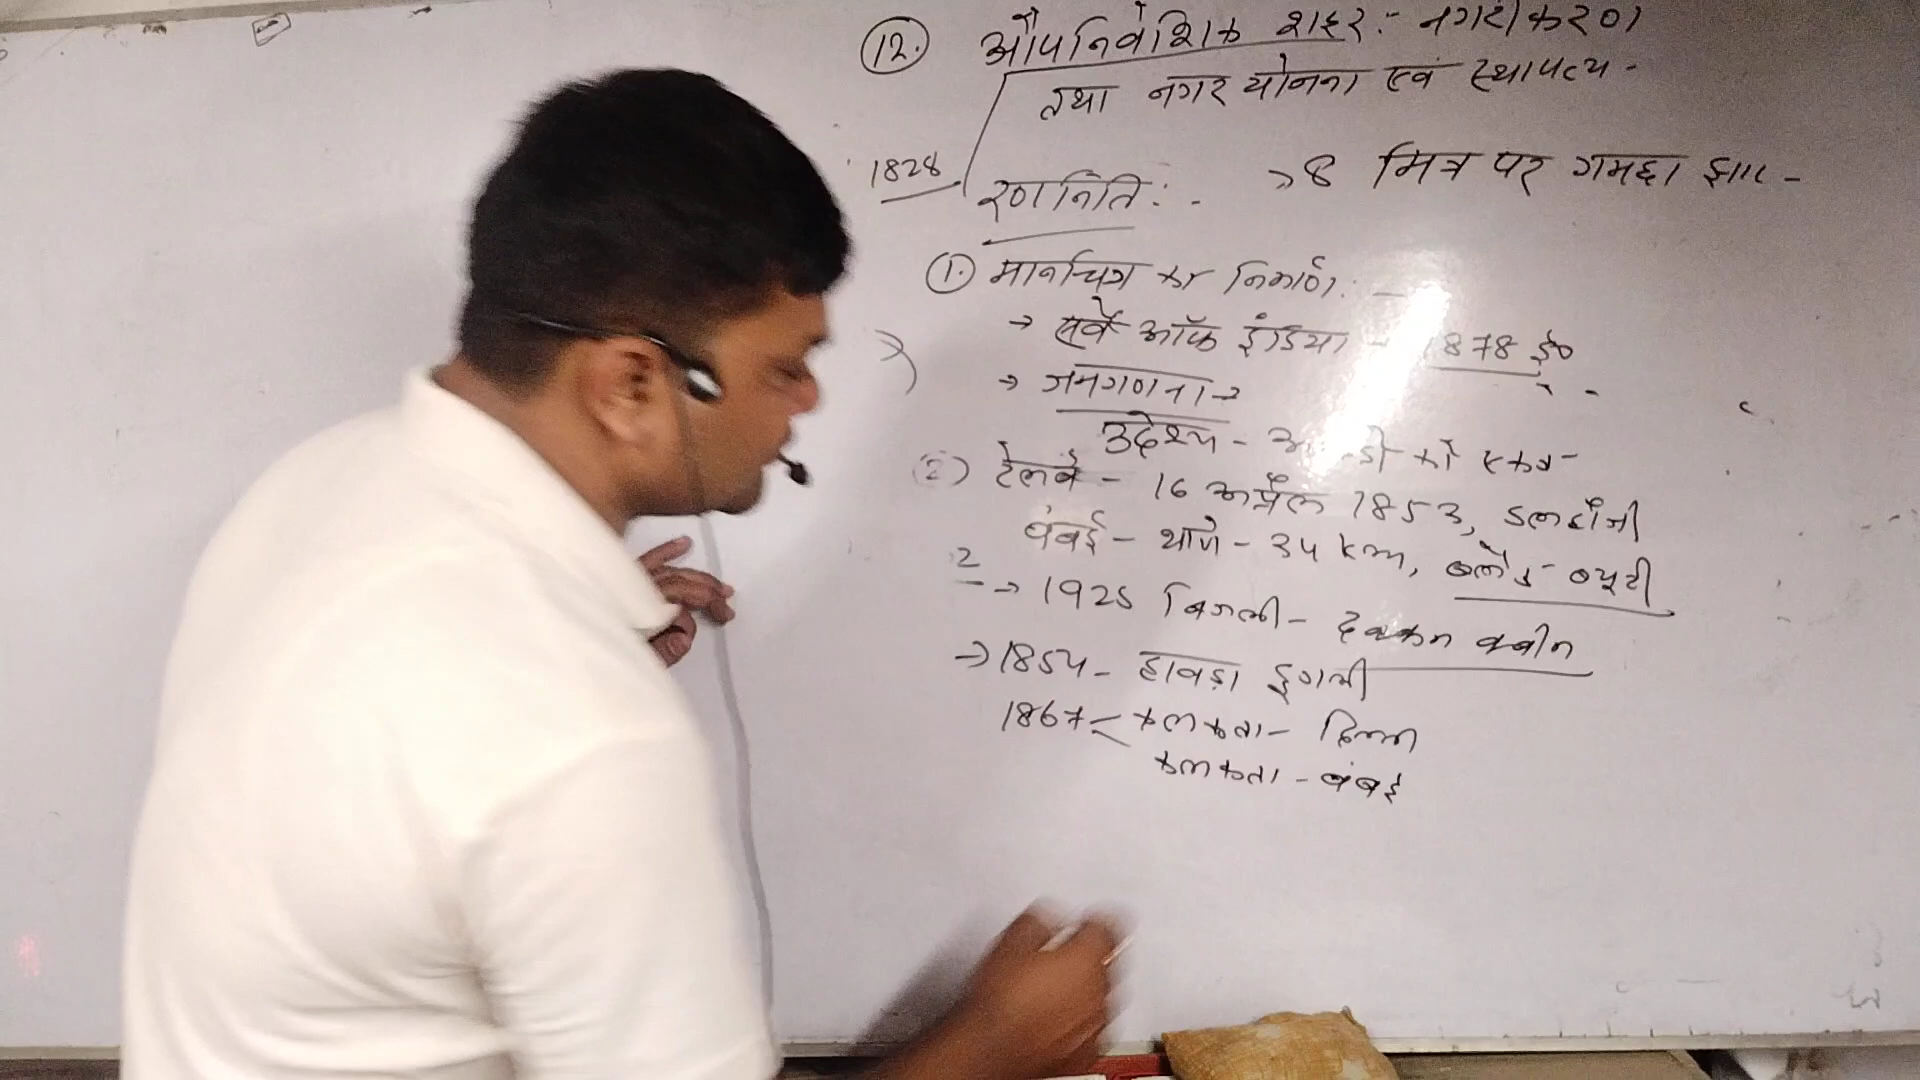 12. औपनिवेशिक शहर :- नगरीकरण
तथा नगर योजना एवं स्थापत्य -
1828
रणनिति :-
→ 8 मित्र पर गमछा झार -
1. मानचित्र का निर्माण : -
→ सर्वे ऑफ इंडिया - 1878 ई०
→ जनगणना →
उदेश्य - को एकत्र -
2 रेलवे - 16 अप्रैल 1853, डलहौजी
बंबई - थाणे - 34 km, ब्लैक ब्यूटी
2 → 1925 बिजली - दक्कन क्वीन
→ 1854 - हावड़ा हुगली
1867 < कलकता - दिल्ली
कलकता - बंबई